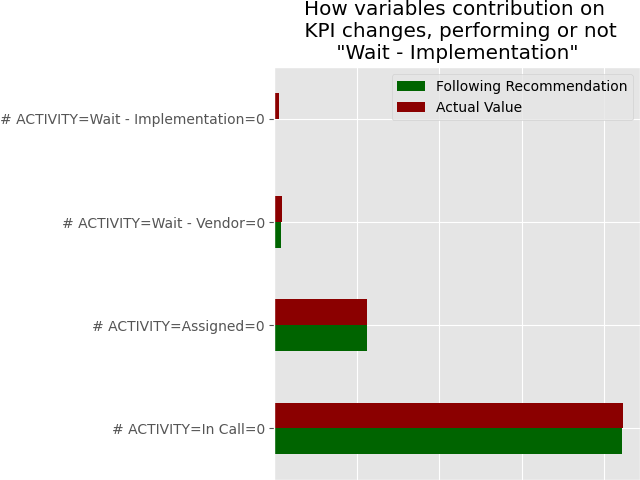 How variables contribution on
KPI changes, performing or not
"Wait - Implementation"
Following Recommendation
Actual Value
# ACTIVITY=Wait - Implementation=0
# ACTIVITY=Wait - Vendor=0
# ACTIVITY=Assigned=0
# ACTIVITY=In Call=0